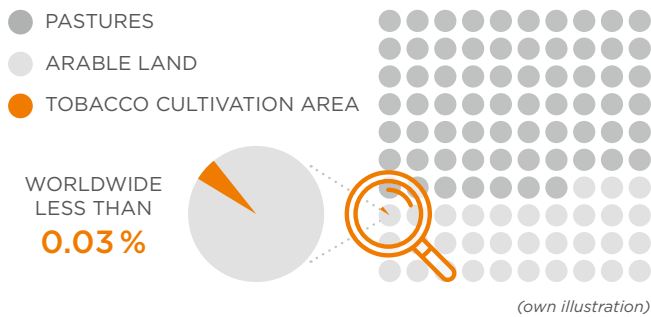 PASTURES
ARABLE LAND
TOBACCO CULTIVATION AREA
WORLDWIDE
LESS THAN
0.03 %
(own illustration)